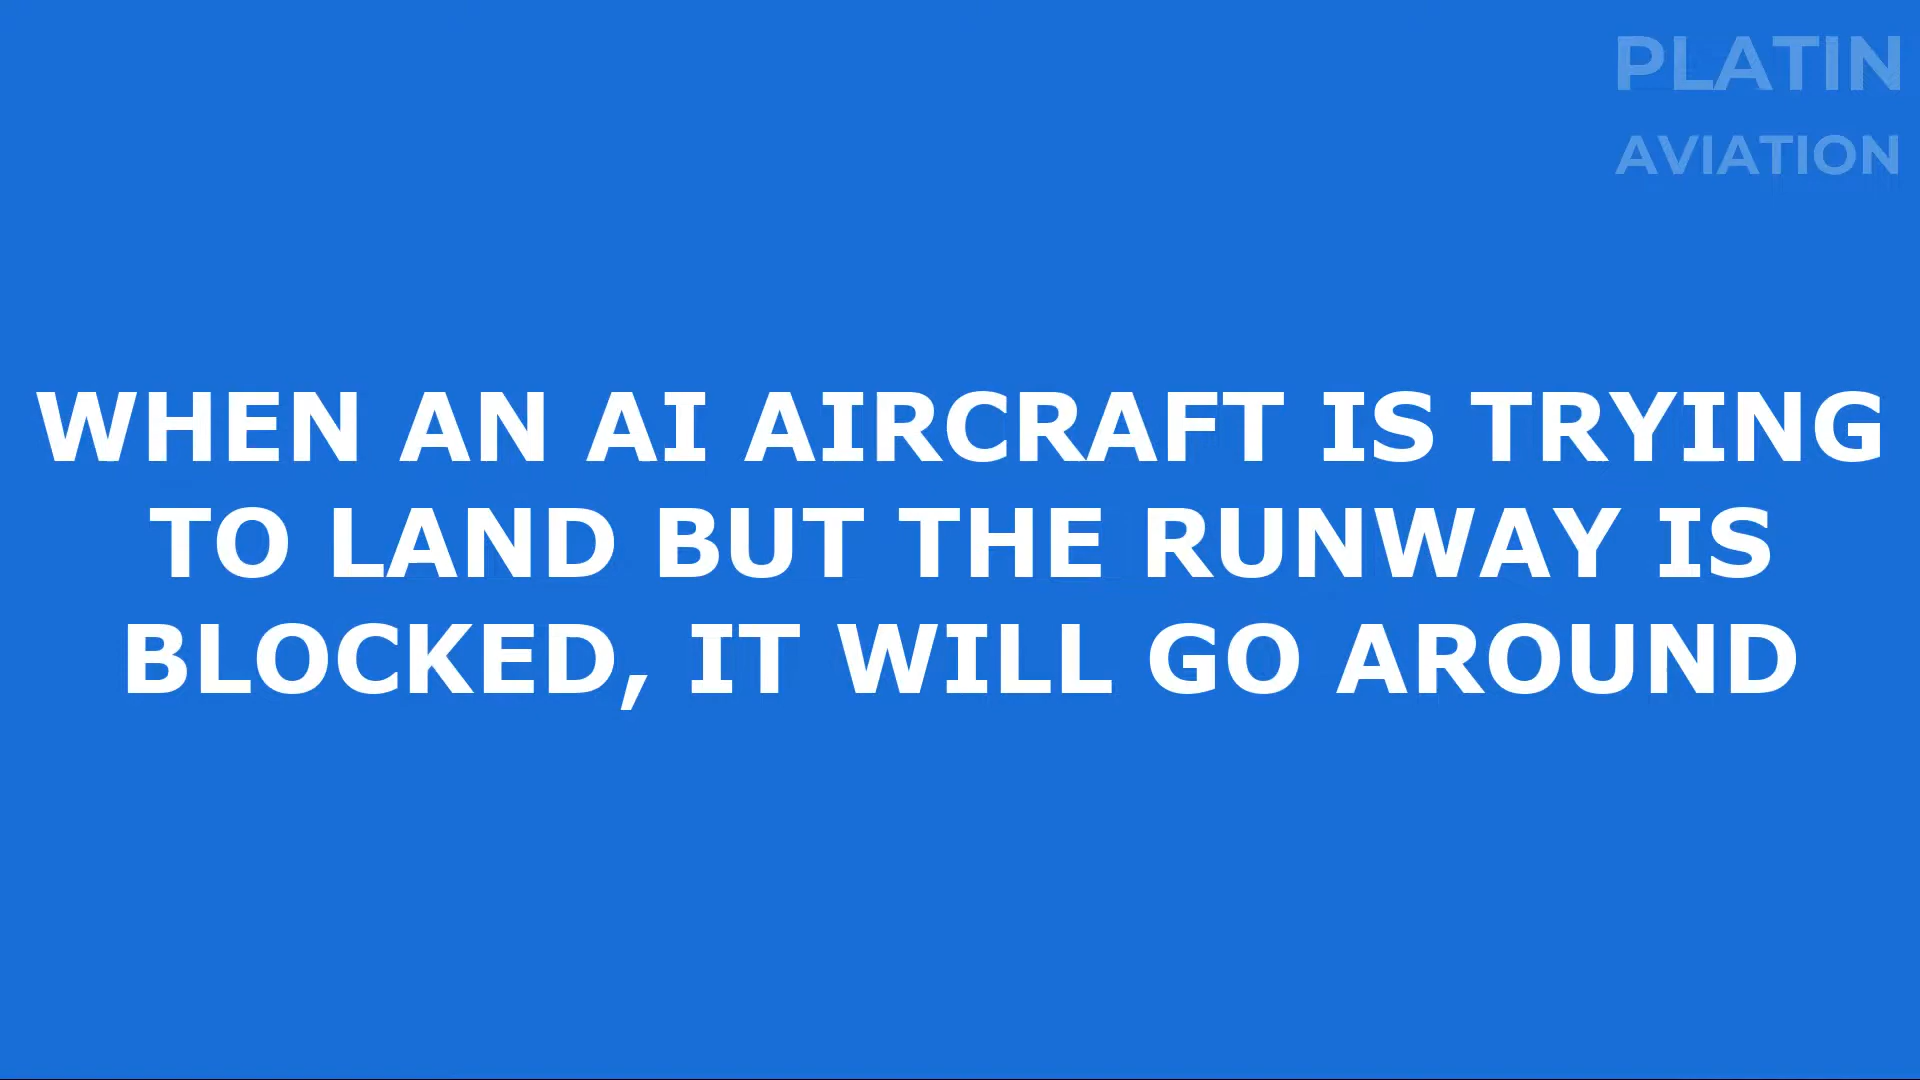 PLATIN
AVIATION
WHEN AN AI AIRCRAFT IS TRYING
TO LAND BUT THE RUNWAY IS
BLOCKED, IT WILL GO AROUND